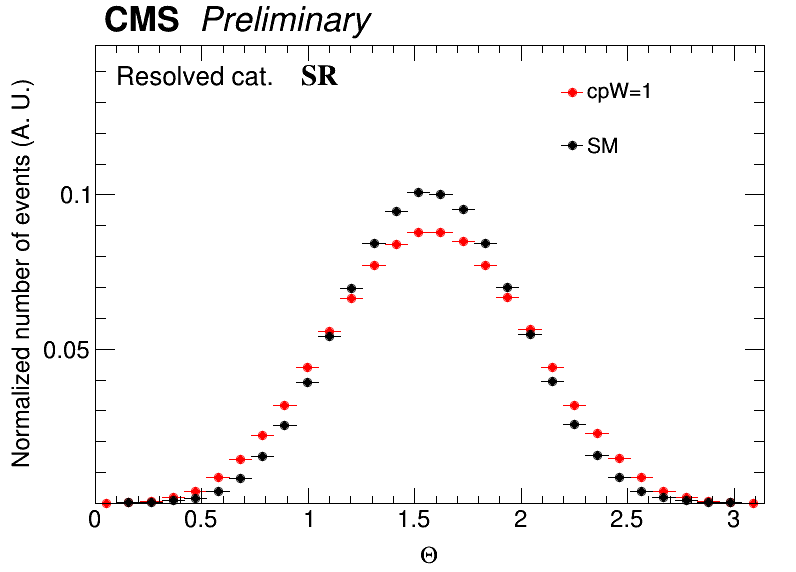 CMS Preliminary
Resolved cat. SR
cpW=1
SM
Normalized number of events (A. U.)
0.1
0.05
0 0.5 1 1.5 2 2.5 3
Θ